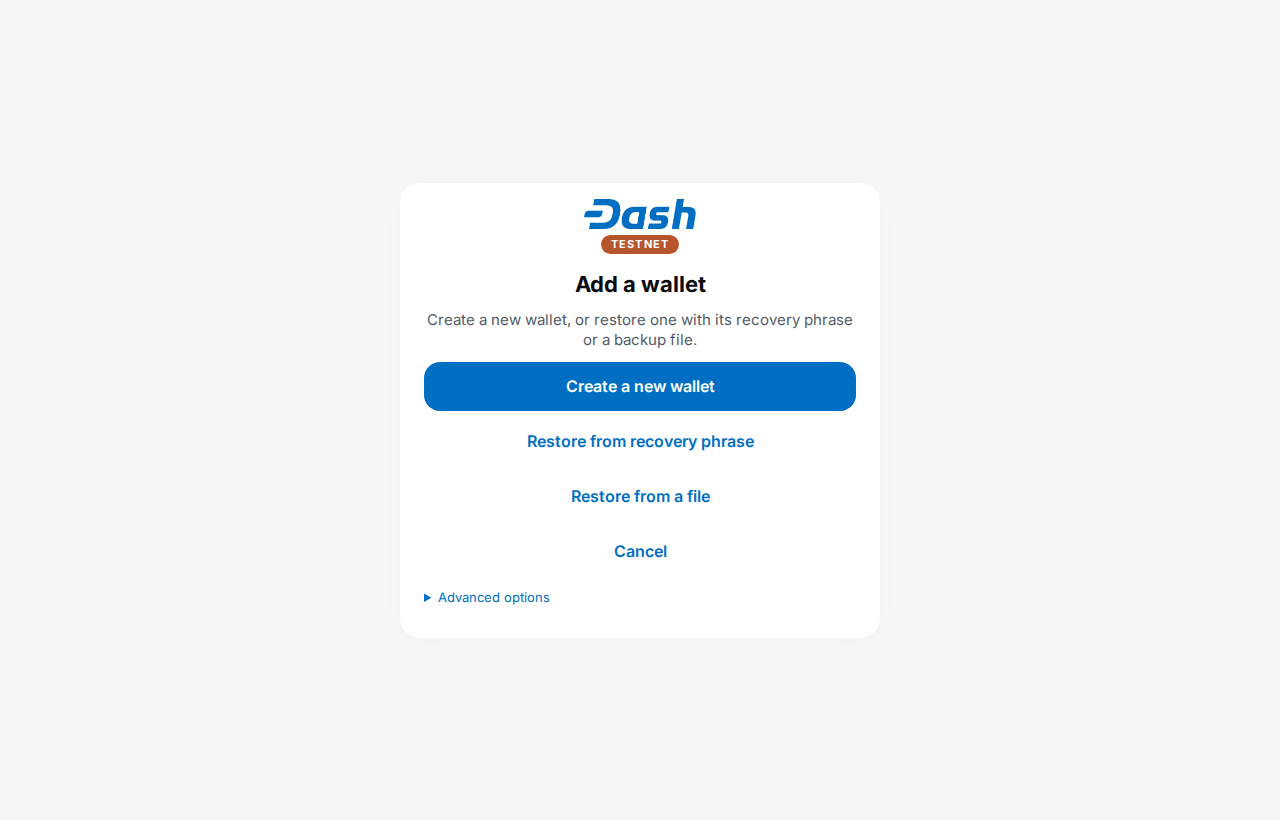 Dash
TESTNET
Add a wallet
Create a new wallet, or restore one with its recovery phrase
or a backup file.
Create a new wallet
Restore from recovery phrase
Restore from a file
Cancel
Advanced options